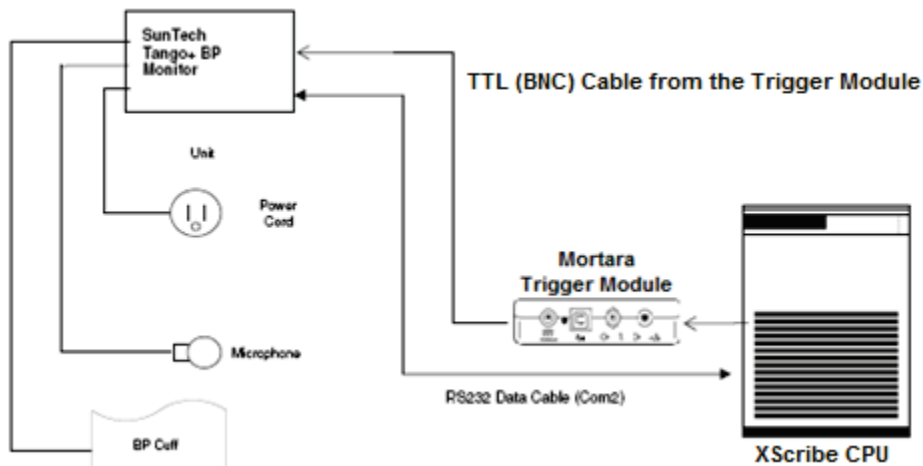 SunTech
Tango+ BP
Monitor
TTL (BNC) Cable from the Trigger Module
Unit
Power
Cord
Mortara
Trigger Module
Microphone
RS232 Data Cable (Com2)
BP Cuff
XScribe CPU